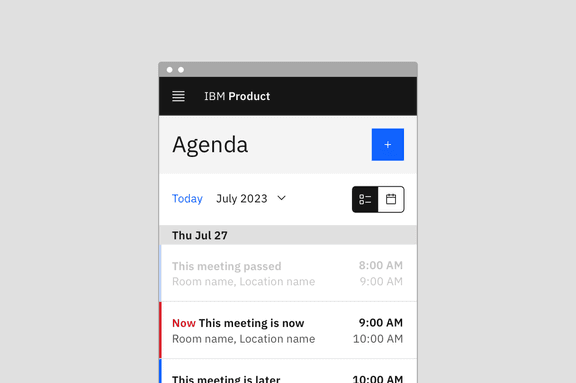 IBM Product
Agenda
+
Today July 2023
Thu Jul 27
This meeting passed 8:00 AM
Room name, Location name 9:00 AM
Now This meeting is now 9:00 AM
Room name, Location name 10:00 AM
This meeting is later 10:00 AM